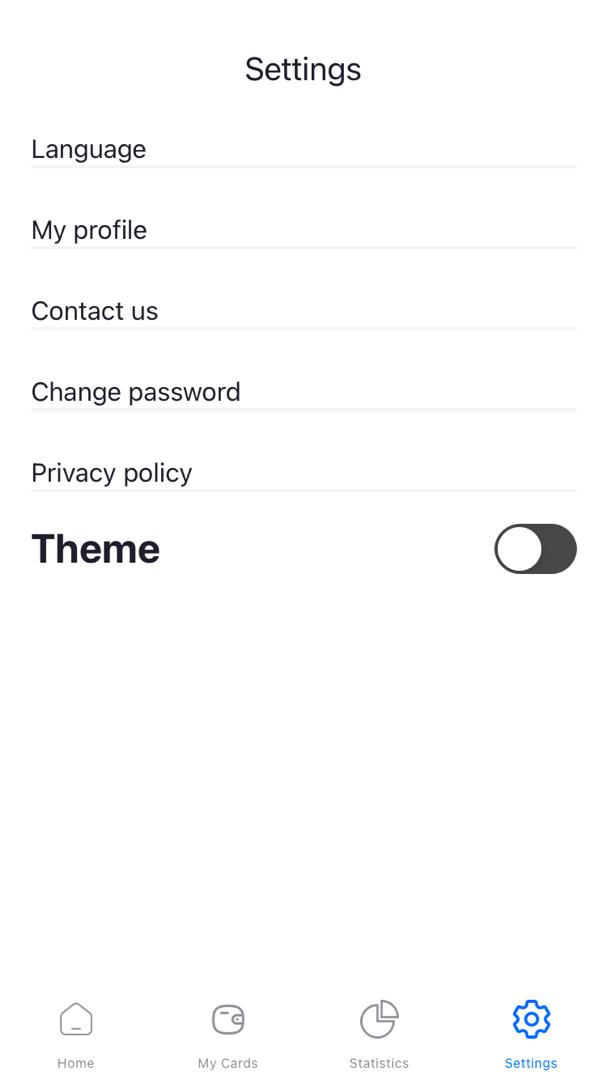 Settings
Language
My profile
Contact us
Change password
Privacy policy
Theme
Home
My Cards
Statistics
Settings